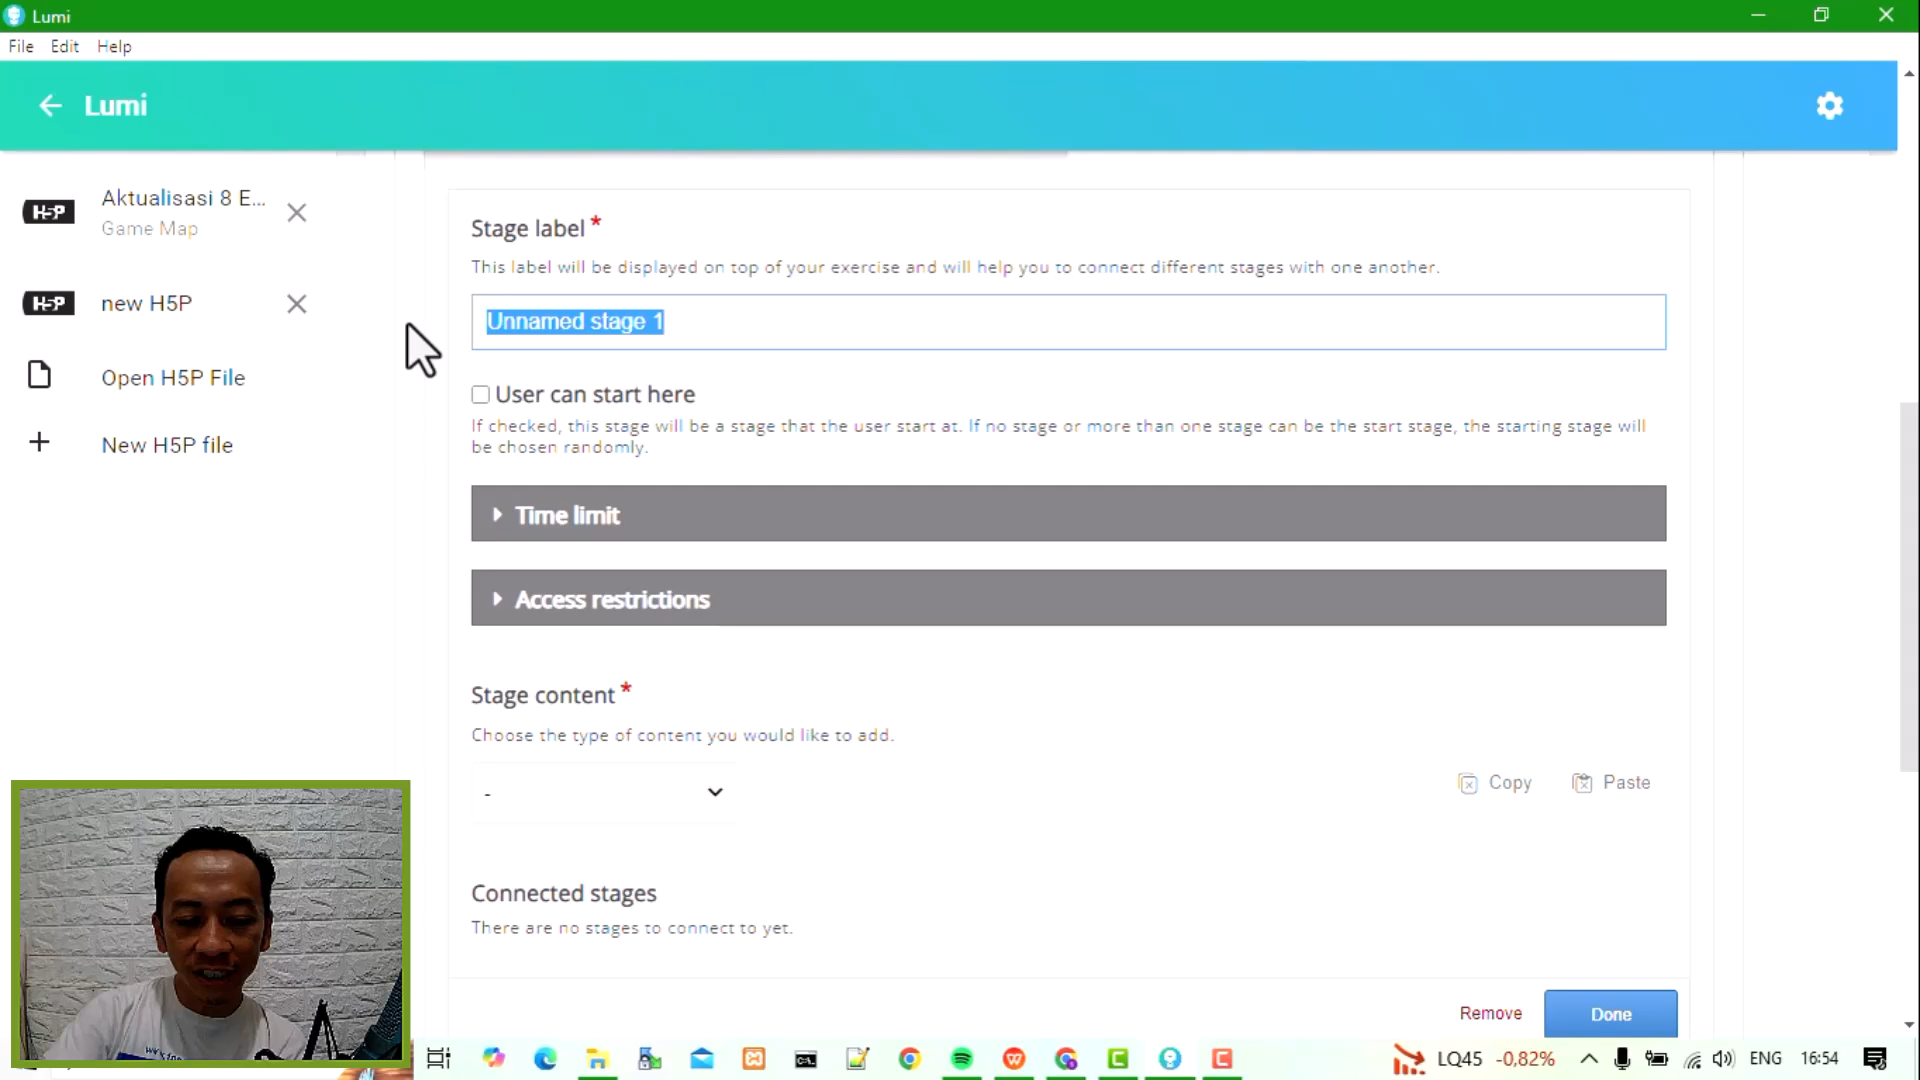 Lumi
File Edit Help
Lumi
H5P Aktualisasi 8 E...
Game Map
H5P new H5P
Open H5P File
New H5P file
Stage label *
This label will be displayed on top of your exercise and will help you to connect different stages with one another.
Unnamed stage 1
User can start here
If checked, this stage will be a stage that the user start at. If no stage or more than one stage can be the start stage, the starting stage will
be chosen randomly.
Time limit
Access restrictions
Stage content *
Choose the type of content you would like to add.
-
Copy Paste
Connected stages
There are no stages to connect to yet.
Remove Done
LQ45 -0,82% ENG 16:54